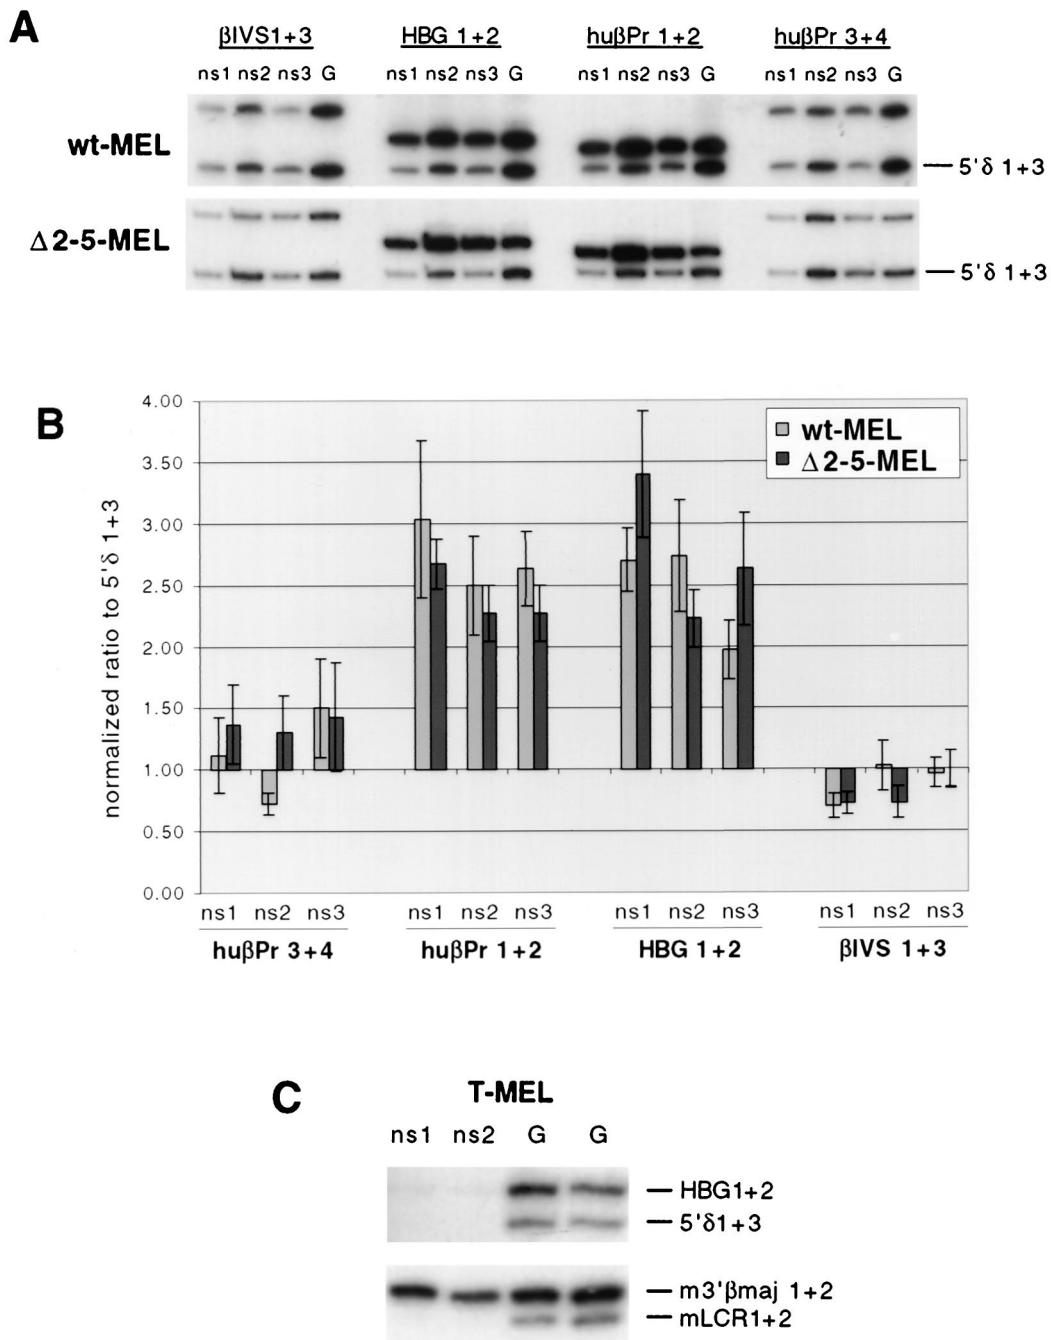 A
βIVS1+3 HBG 1+2 huβPr 1+2 huβPr 3+4
ns1 ns2 ns3 G ns1 ns2 ns3 G ns1 ns2 ns3 G ns1 ns2 ns3 G
wt-MEL
5'δ 1+3
Δ2-5-MEL
5'δ 1+3
B
normalized ratio to 5'δ 1+3
4.00
3.50
3.00
2.50
2.00
1.50
1.00
0.50
0.00
wt-MEL
Δ2-5-MEL
ns1 ns2 ns3 ns1 ns2 ns3 ns1 ns2 ns3 ns1 ns2 ns3
huβPr 3+4 huβPr 1+2 HBG 1+2 βIVS 1+3
C
T-MEL
ns1 ns2 G G
HBG1+2
5'δ1+3
m3'βmaj 1+2
mLCR1+2